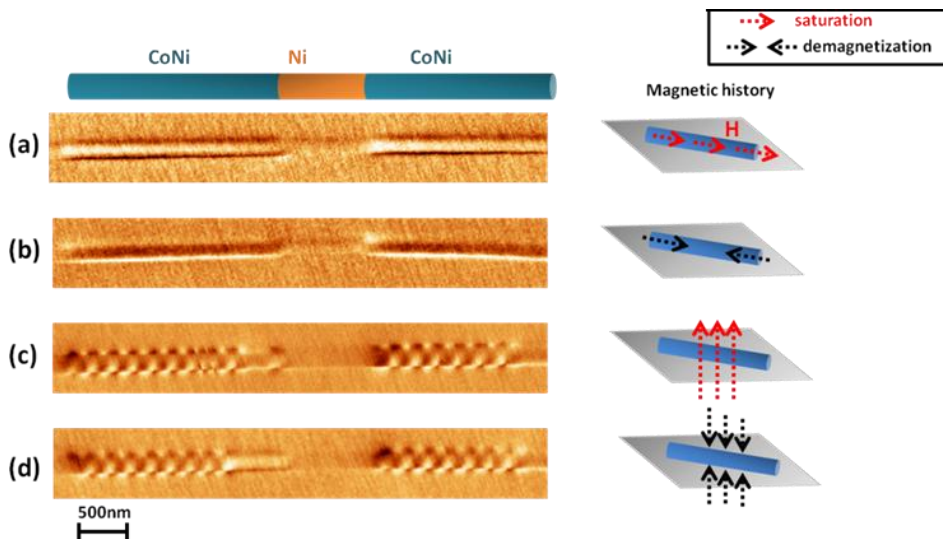 saturation
demagnetization
CoNi Ni CoNi
Magnetic history
(a)
H
(b)
(c)
(d)
500nm